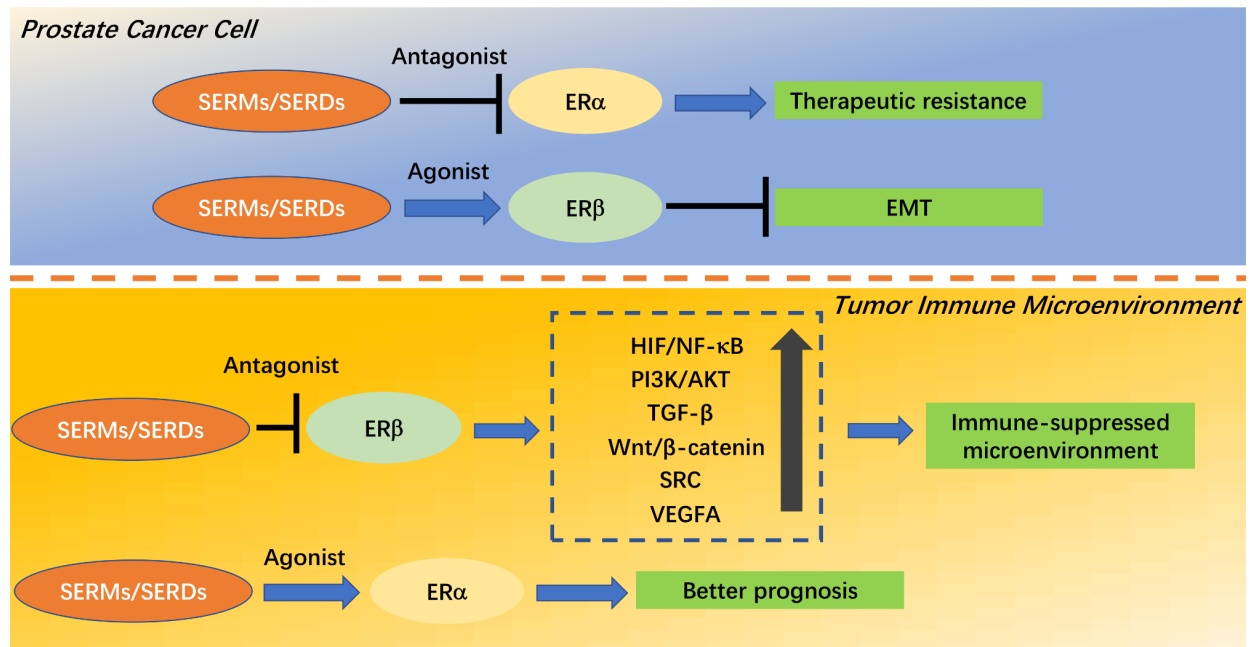 Prostate Cancer Cell
Antagonist
SERMs/SERDs
ERα
Therapeutic resistance
Agonist
SERMs/SERDs
ERβ
EMT
Tumor Immune Microenvironment
HIF/NF-κB
PI3K/AKT
TGF-β
Wnt/β-catenin
SRC
VEGFA
Antagonist
SERMs/SERDs
ERβ
Immune-suppressed
microenvironment
Agonist
SERMs/SERDs
ERα
Better prognosis